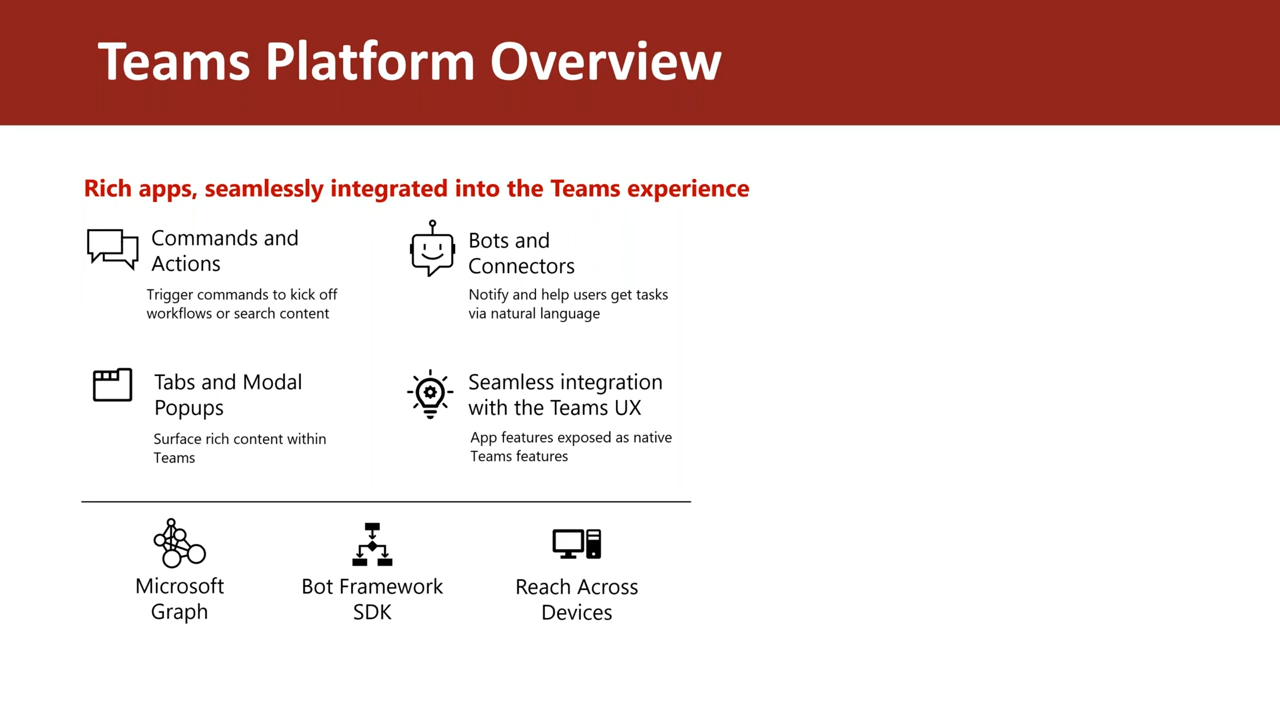 Teams Platform Overview
Rich apps, seamlessly integrated into the Teams experience
Commands and
Actions
Trigger commands to kick off
workflows or search content
Bots and
Connectors
Notify and help users get tasks
via natural language
Tabs and Modal
Popups
Surface rich content within
Teams
Seamless integration
with the Teams UX
App features exposed as native
Teams features
Microsoft
Graph
Bot Framework
SDK
Reach Across
Devices